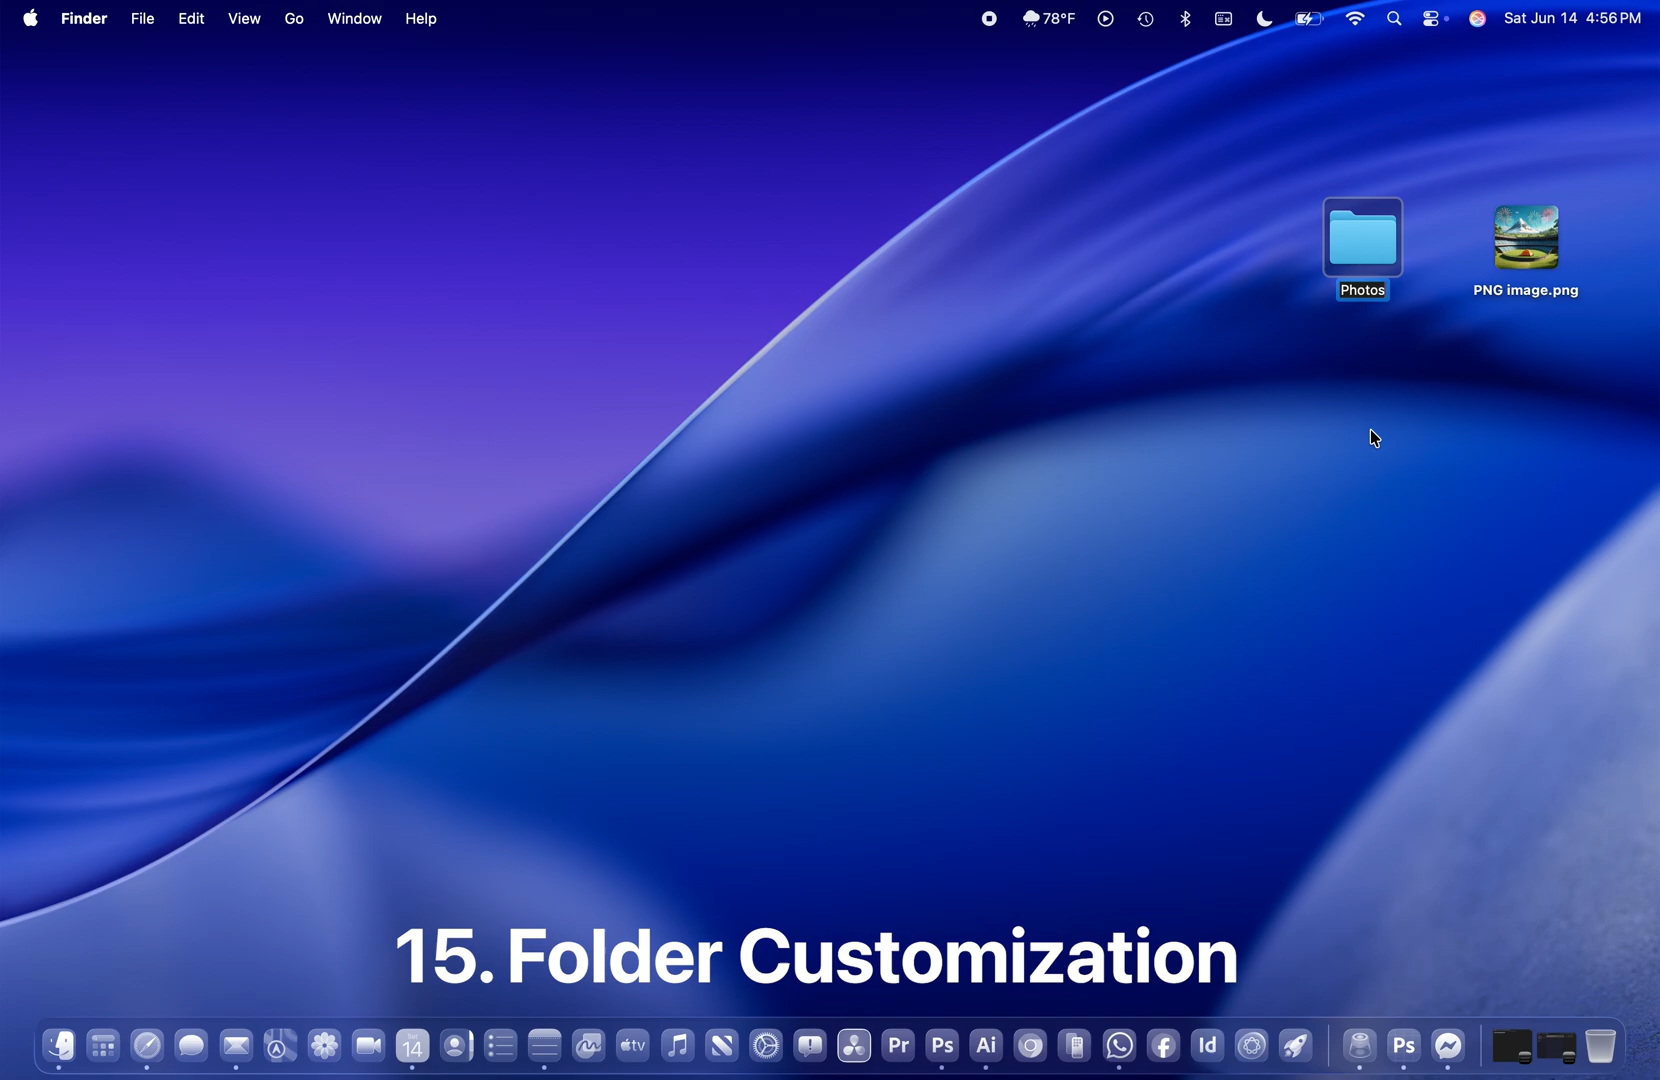 Finder File Edit View Go Window Help 78°F Sat Jun 14 4:56 PM
Photos PNG image.png
15. Folder Customization
14 tv Pr Ps Ai Id Ps